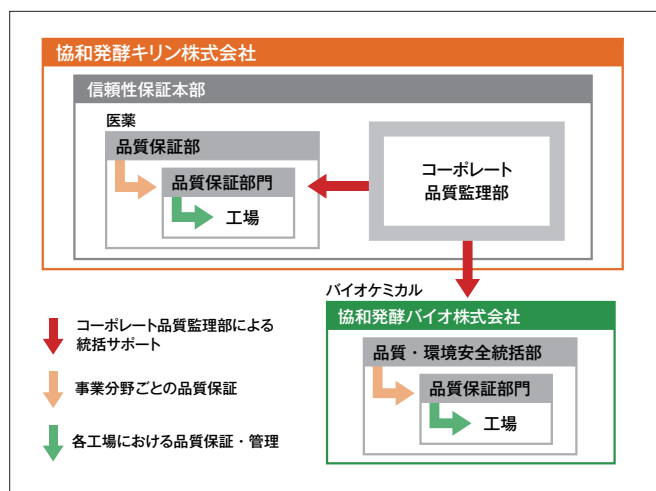 協和発酵キリン株式会社
信頼性保証本部
医薬
品質保証部
品質保証部門
工場
コーポレート
品質監理部
バイオケミカル
協和発酵バイオ株式会社
品質・環境安全統括部
品質保証部門
工場
コーポレート品質監理部による
統括サポート
事業分野ごとの品質保証
各工場における品質保証・管理